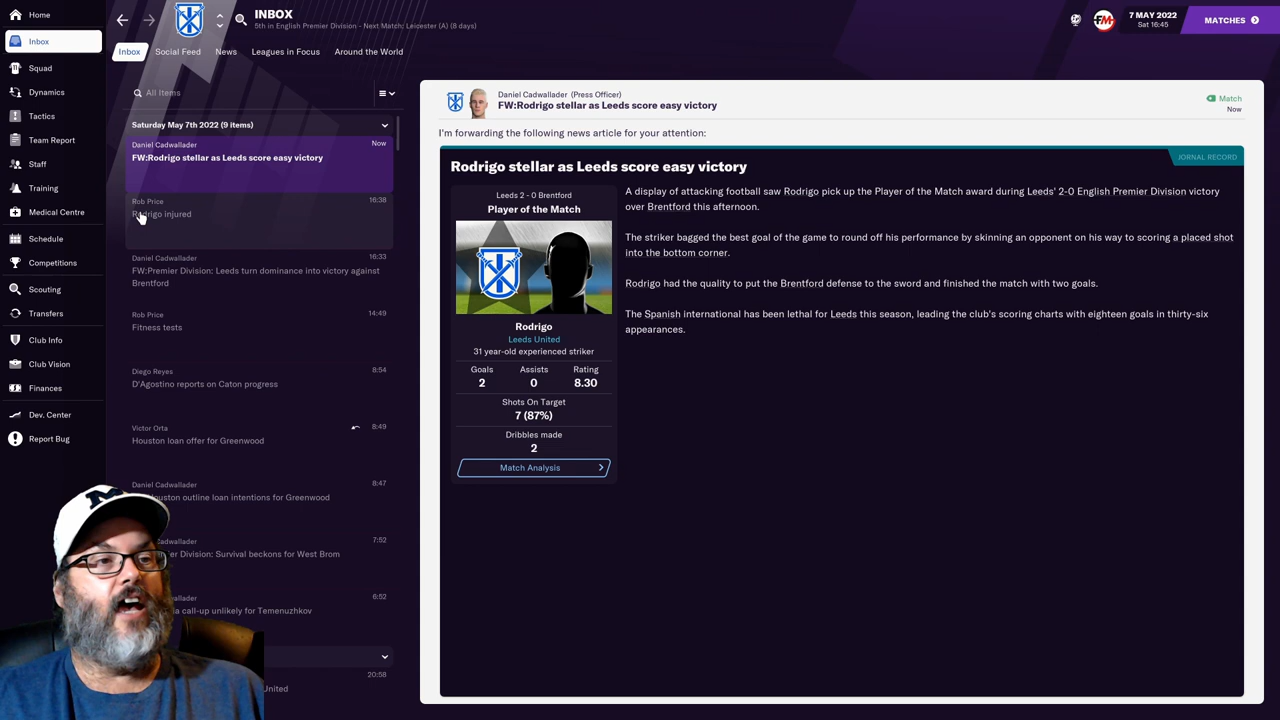 Home
Inbox
Squad
Dynamics
Tactics
Team Report
Staff
Training
Medical Centre
Schedule
Competitions
Scouting
Transfers
Club Info
Club Vision
Finances
Dev. Center
Report Bug
INBOX
5th in English Premier Division - Next Match: Leicester (A) (8 days)
FM
7 MAY 2022
Sat 16:45
MATCHES
Inbox
Social Feed
News
Leagues in Focus
Around the World
All Items
Saturday May 7th 2022 (9 items)
Daniel Cadwallader
Now
FW:Rodrigo stellar as Leeds score easy victory
Rob Price
16:38
Rodrigo injured
Daniel Cadwallader
16:33
FW:Premier Division: Leeds turn dominance into victory against
Brentford
Rob Price
14:49
Fitness tests
Diego Reyes
8:54
D'Agostino reports on Caton progress
Victor Orta
8:49
Houston loan offer for Greenwood
Daniel Cadwallader
8:47
Houston outline loan intentions for Greenwood
Cadwallader
7:52
Division: Survival beckons for West Brom
6:52
call-up unlikely for Temenuzhkov
20:58
United
Daniel Cadwallader (Press Officer)
FW:Rodrigo stellar as Leeds score easy victory
Match
Now
I'm forwarding the following news article for your attention:
Rodrigo stellar as Leeds score easy victory
JORNAL RECORD
Leeds 2 - 0 Brentford
Player of the Match
Rodrigo
Leeds United
31 year-old experienced striker
Goals
Assists
Rating
2
0
8.30
Shots On Target
7 (87%)
Dribbles made
2
Match Analysis
A display of attacking football saw Rodrigo pick up the Player of the Match award during Leeds' 2-0 English Premier Division victory
over Brentford this afternoon.
The striker bagged the best goal of the game to round off his performance by skinning an opponent on his way to scoring a placed shot
into the bottom corner.
Rodrigo had the quality to put the Brentford defense to the sword and finished the match with two goals.
The Spanish international has been lethal for Leeds this season, leading the club's scoring charts with eighteen goals in thirty-six
appearances.